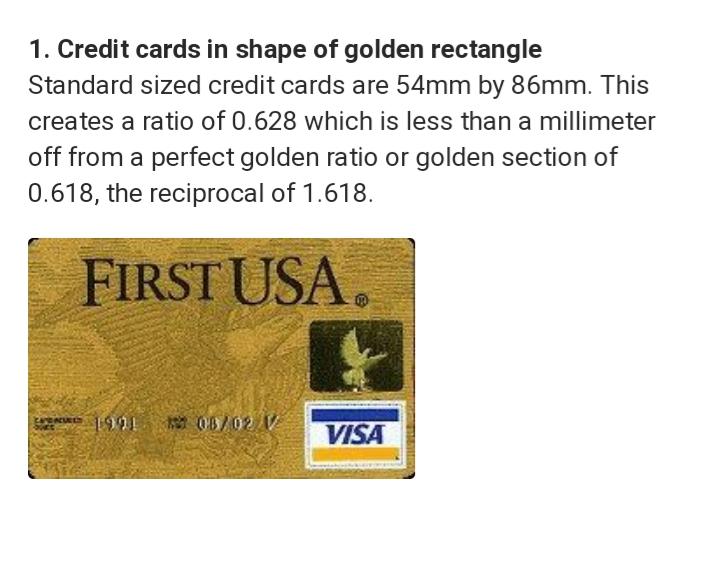 1. Credit cards in shape of golden rectangle
Standard sized credit cards are 54mm by 86mm. This
creates a ratio of 0.628 which is less than a millimeter
off from a perfect golden ratio or golden section of
0.618, the reciprocal of 1.618.
FIRST USA®
1991 08/02 V
VISA